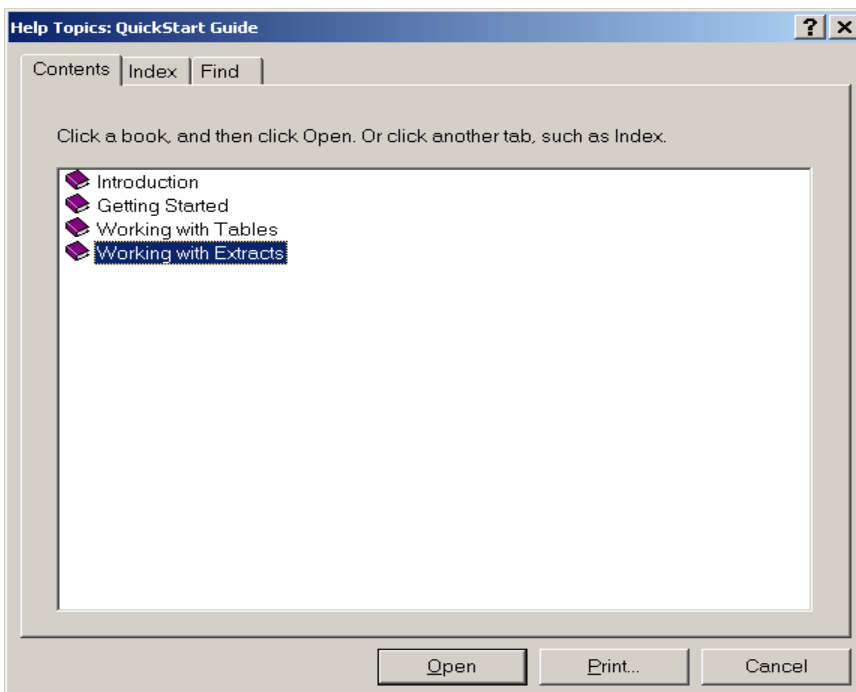 Help Topics: QuickStart Guide
Contents Index Find
Click a book, and then click Open. Or click another tab, such as Index.
Introduction
Getting Started
Working with Tables
Working with Extracts
Open Print... Cancel